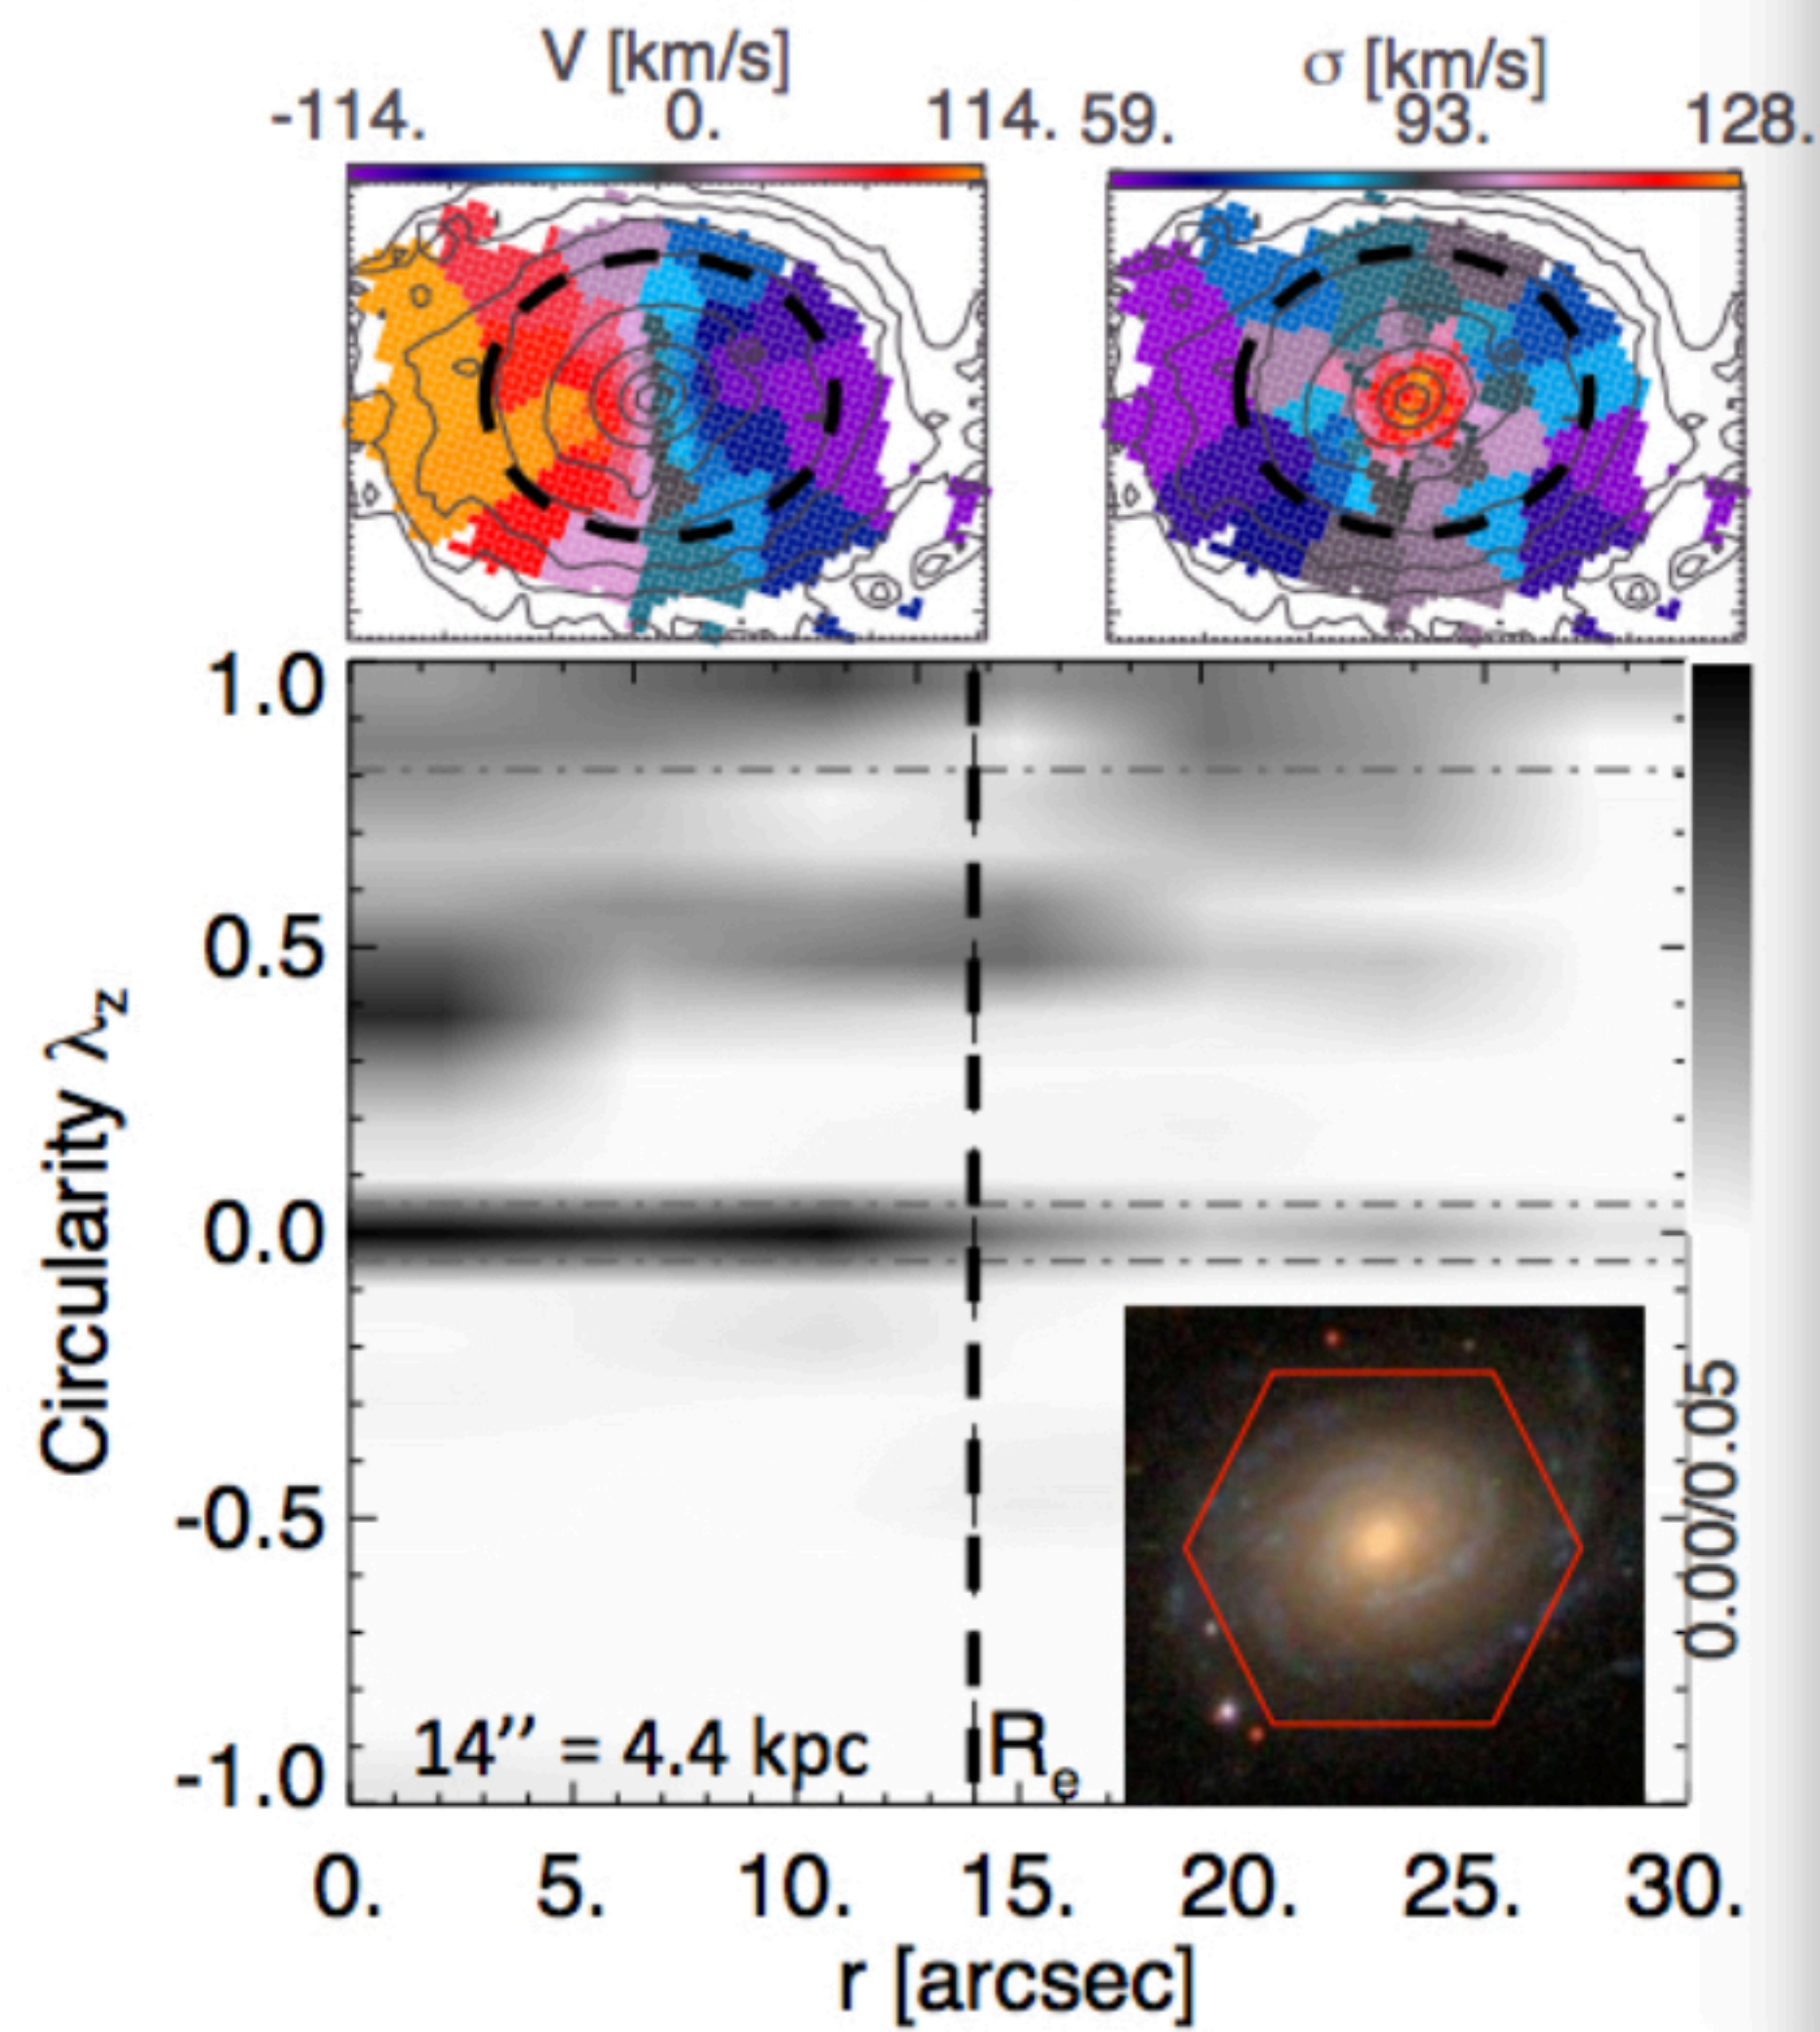 V [km/s]
σ [km/s]
-114. 0. 114.
59. 93. 128.
1.0
0.5
0.0
-0.5
-1.0
Circularity λz
14’’ = 4.4 kpc
Re
0.00/0.05
0. 5. 10. 15. 20. 25. 30.
r [arcsec]